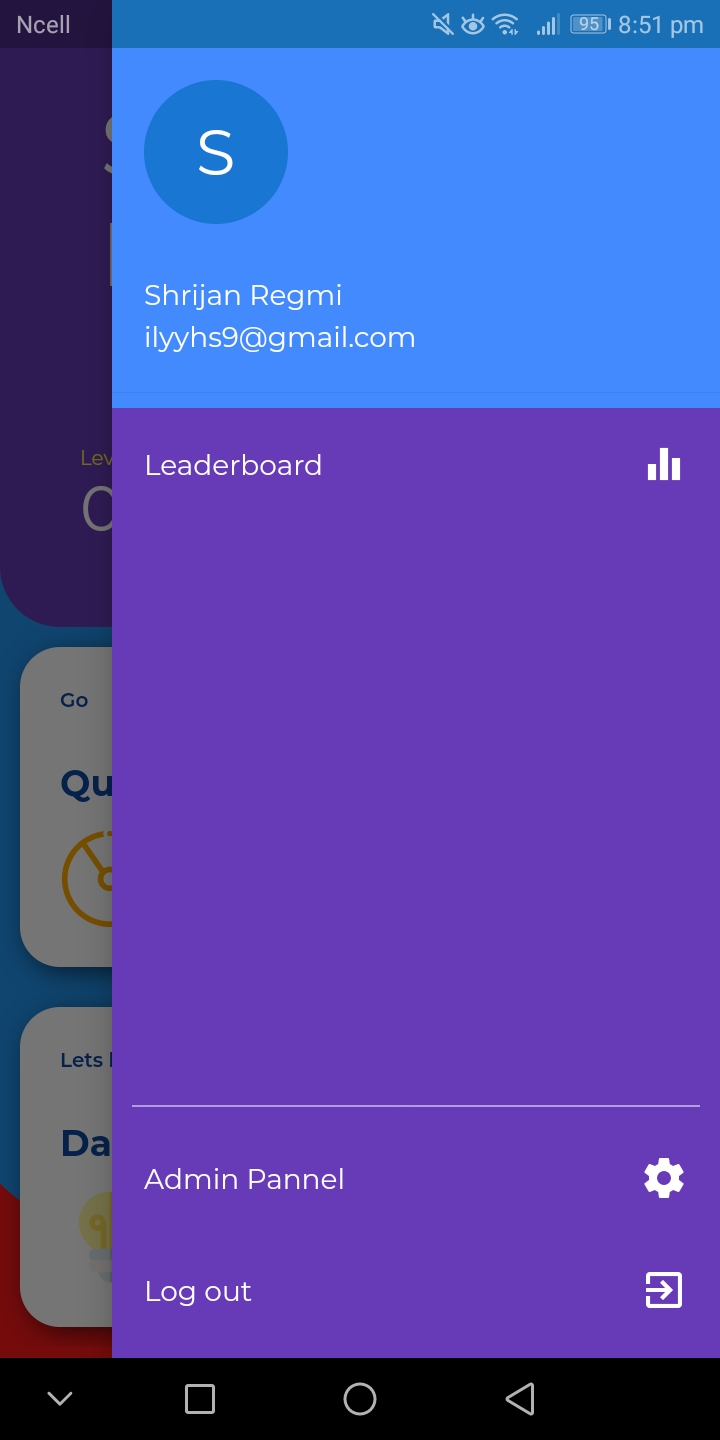 Ncell
95 8:51 pm
S
Shrijan Regmi
ilyyhs9@gmail.com
Leaderboard
Lev
Go
Qu
Lets
Da
Admin Pannel
Log out